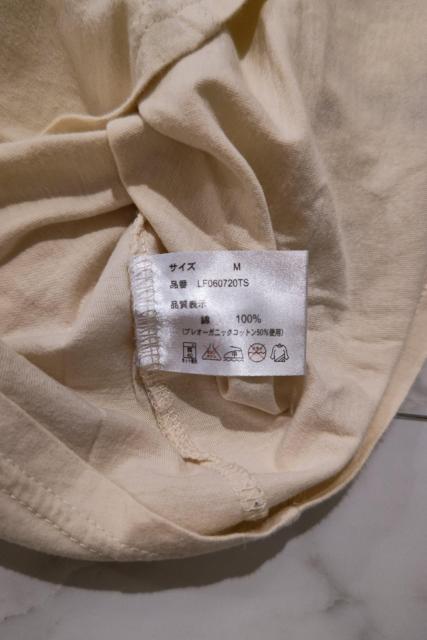 サイズ M
品番 LF060720TS
品質表示
綿 100%
(プレオーガニックコットン50%使用)